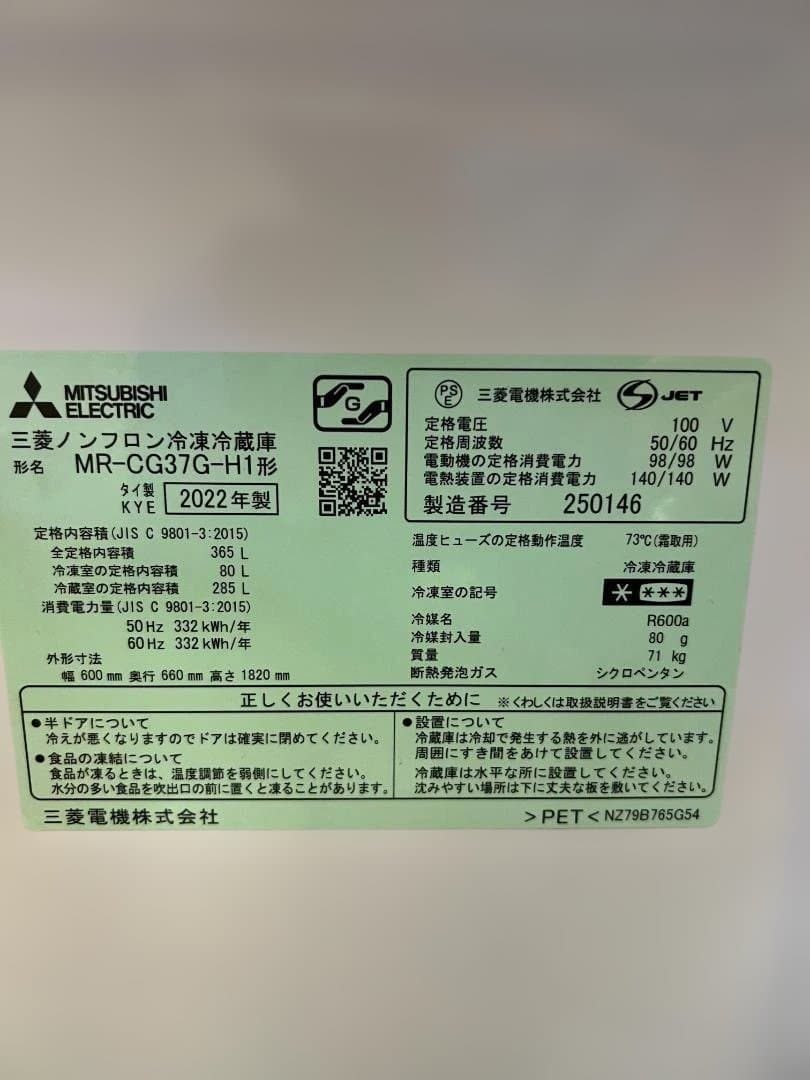 MITSUBISHI
ELECTRIC
G
三菱ノンフロン冷凍冷蔵庫
形名 MR-CG37G-H1形
タイ製
KYE 2022年製
PS
E 三菱電機株式会社 S JET
定格電圧 100 V
定格周波数 50/60 Hz
電動機の定格消費電力 98/98 W
電熱装置の定格消費電力 140/140 W
製造番号 250146
定格内容積(JIS C 9801-3:2015)
全定格内容積 365 L
冷凍室の定格内容積 80 L
冷蔵室の定格内容積 285 L
消費電力量(JIS C 9801-3:2015)
50Hz 332kWh/年
60Hz 332kWh/年
外形寸法
幅 600mm 奥行 660mm 高さ 1820mm
温度ヒューズの定格動作温度 73℃(霜取用)
種類 冷凍冷蔵庫
冷凍室の記号 * ***
冷媒名 R600a
冷媒封入量 80 g
質量 71 kg
断熱発泡ガス シクロペンタン
正しくお使いいただくために ※くわしくは取扱説明書をご覧ください
●半ドアについて
冷えが悪くなりますのでドアは確実に閉めてください。
●食品の凍結について
食品が凍るときは、温度調節を弱側にしてください。
水分の多い食品を吹出口の前に置くと凍ることがあります。
●設置について
冷蔵庫は冷却で発生する熱を外に逃がしています。
周囲にすき間をあけて設置してください。
冷蔵庫は水平な所に設置してください。
沈みやすい場所は下に丈夫な板を敷いてください。
三菱電機株式会社
>PET< NZ79B765G54